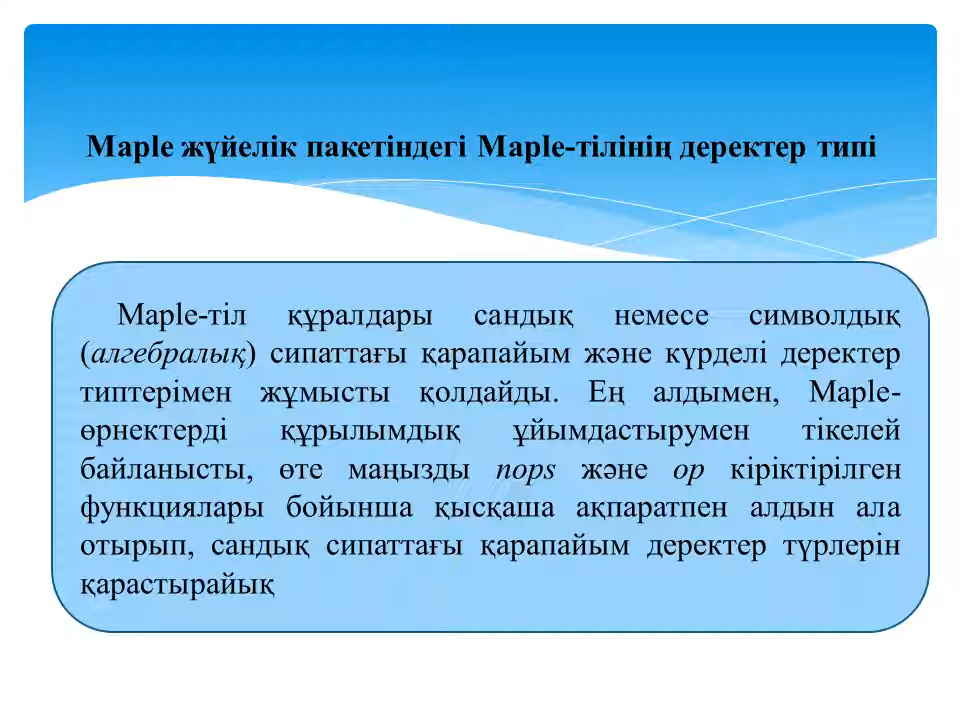 Maple жүйелік пакетіндегі Maple-тілінің деректер типі
Maple-тіл құралдары сандық немесе символдық
(алгебралық) сипаттағы қарапайым және күрделі деректер
типтерімен жұмысты қолдайды. Ең алдымен, Maple-
өрнектерді құрылымдық ұйымдастырумен тікелей
байланысты, өте маңызды nops және op кіріктірілген
функциялары бойынша қысқаша ақпаратпен алдын ала
отырып, сандық сипаттағы қарапайым деректер түрлерін
қарастырайық